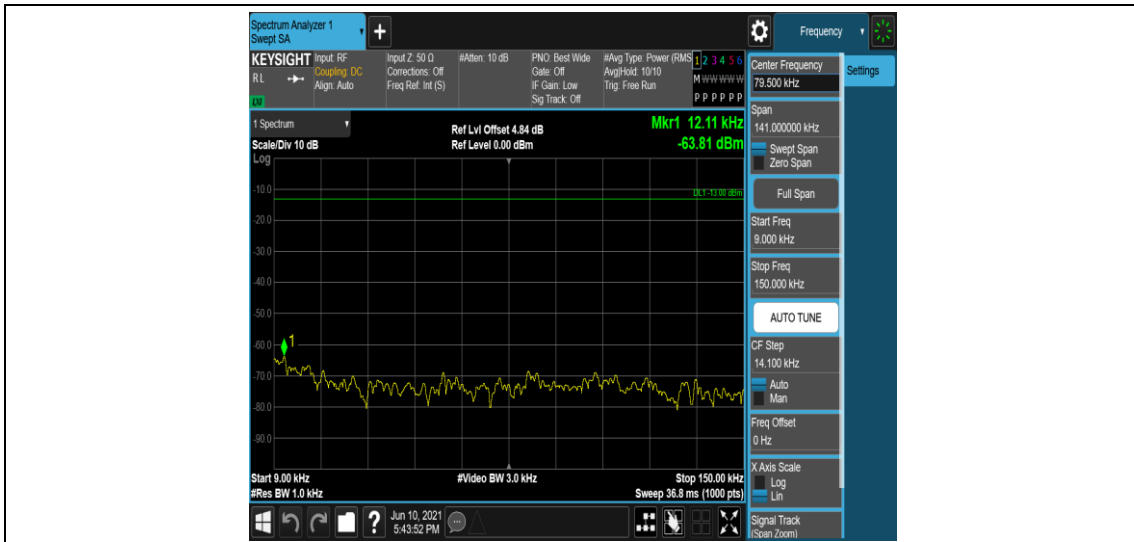 Spectrum Analyzer 1
Swept SA
+
Frequency
KEYSIGHT
R L
LXI
Input: RF
Coupling: DC
Align: Auto
Input Z: 50 Ω
Corrections: Off
Freq Ref: Int (S)
#Atten: 10 dB
PNO: Best Wide
Gate: Off
IF Gain: Low
Sig Track: Off
#Avg Type: Power (RMS
Avg|Hold: 10/10
Trig: Free Run
1 2 3 4 5 6
M W W W W W
P P P P P P
1 Spectrum
Scale/Div 10 dB
Log
Ref Lvl Offset 4.84 dB
Ref Level 0.00 dBm
Mkr1 12.11 kHz
-63.81 dBm
DL1 -13.00 dBm
-10.0
-20.0
-30.0
-40.0
-50.0
-60.0
-70.0
-80.0
-90.0
1
Start 9.00 kHz
#Res BW 1.0 kHz
#Video BW 3.0 kHz
Stop 150.00 kHz
Sweep 36.8 ms (1000 pts)
Center Frequency
79.500 kHz
Settings
Span
141.000000 kHz
Swept Span
Zero Span
Full Span
Start Freq
9.000 kHz
Stop Freq
150.000 kHz
AUTO TUNE
CF Step
14.100 kHz
Auto
Man
Freq Offset
0 Hz
X Axis Scale
Log
Lin
Signal Track
(Span Zoom)
?
Jun 10, 2021
5:43:52 PM